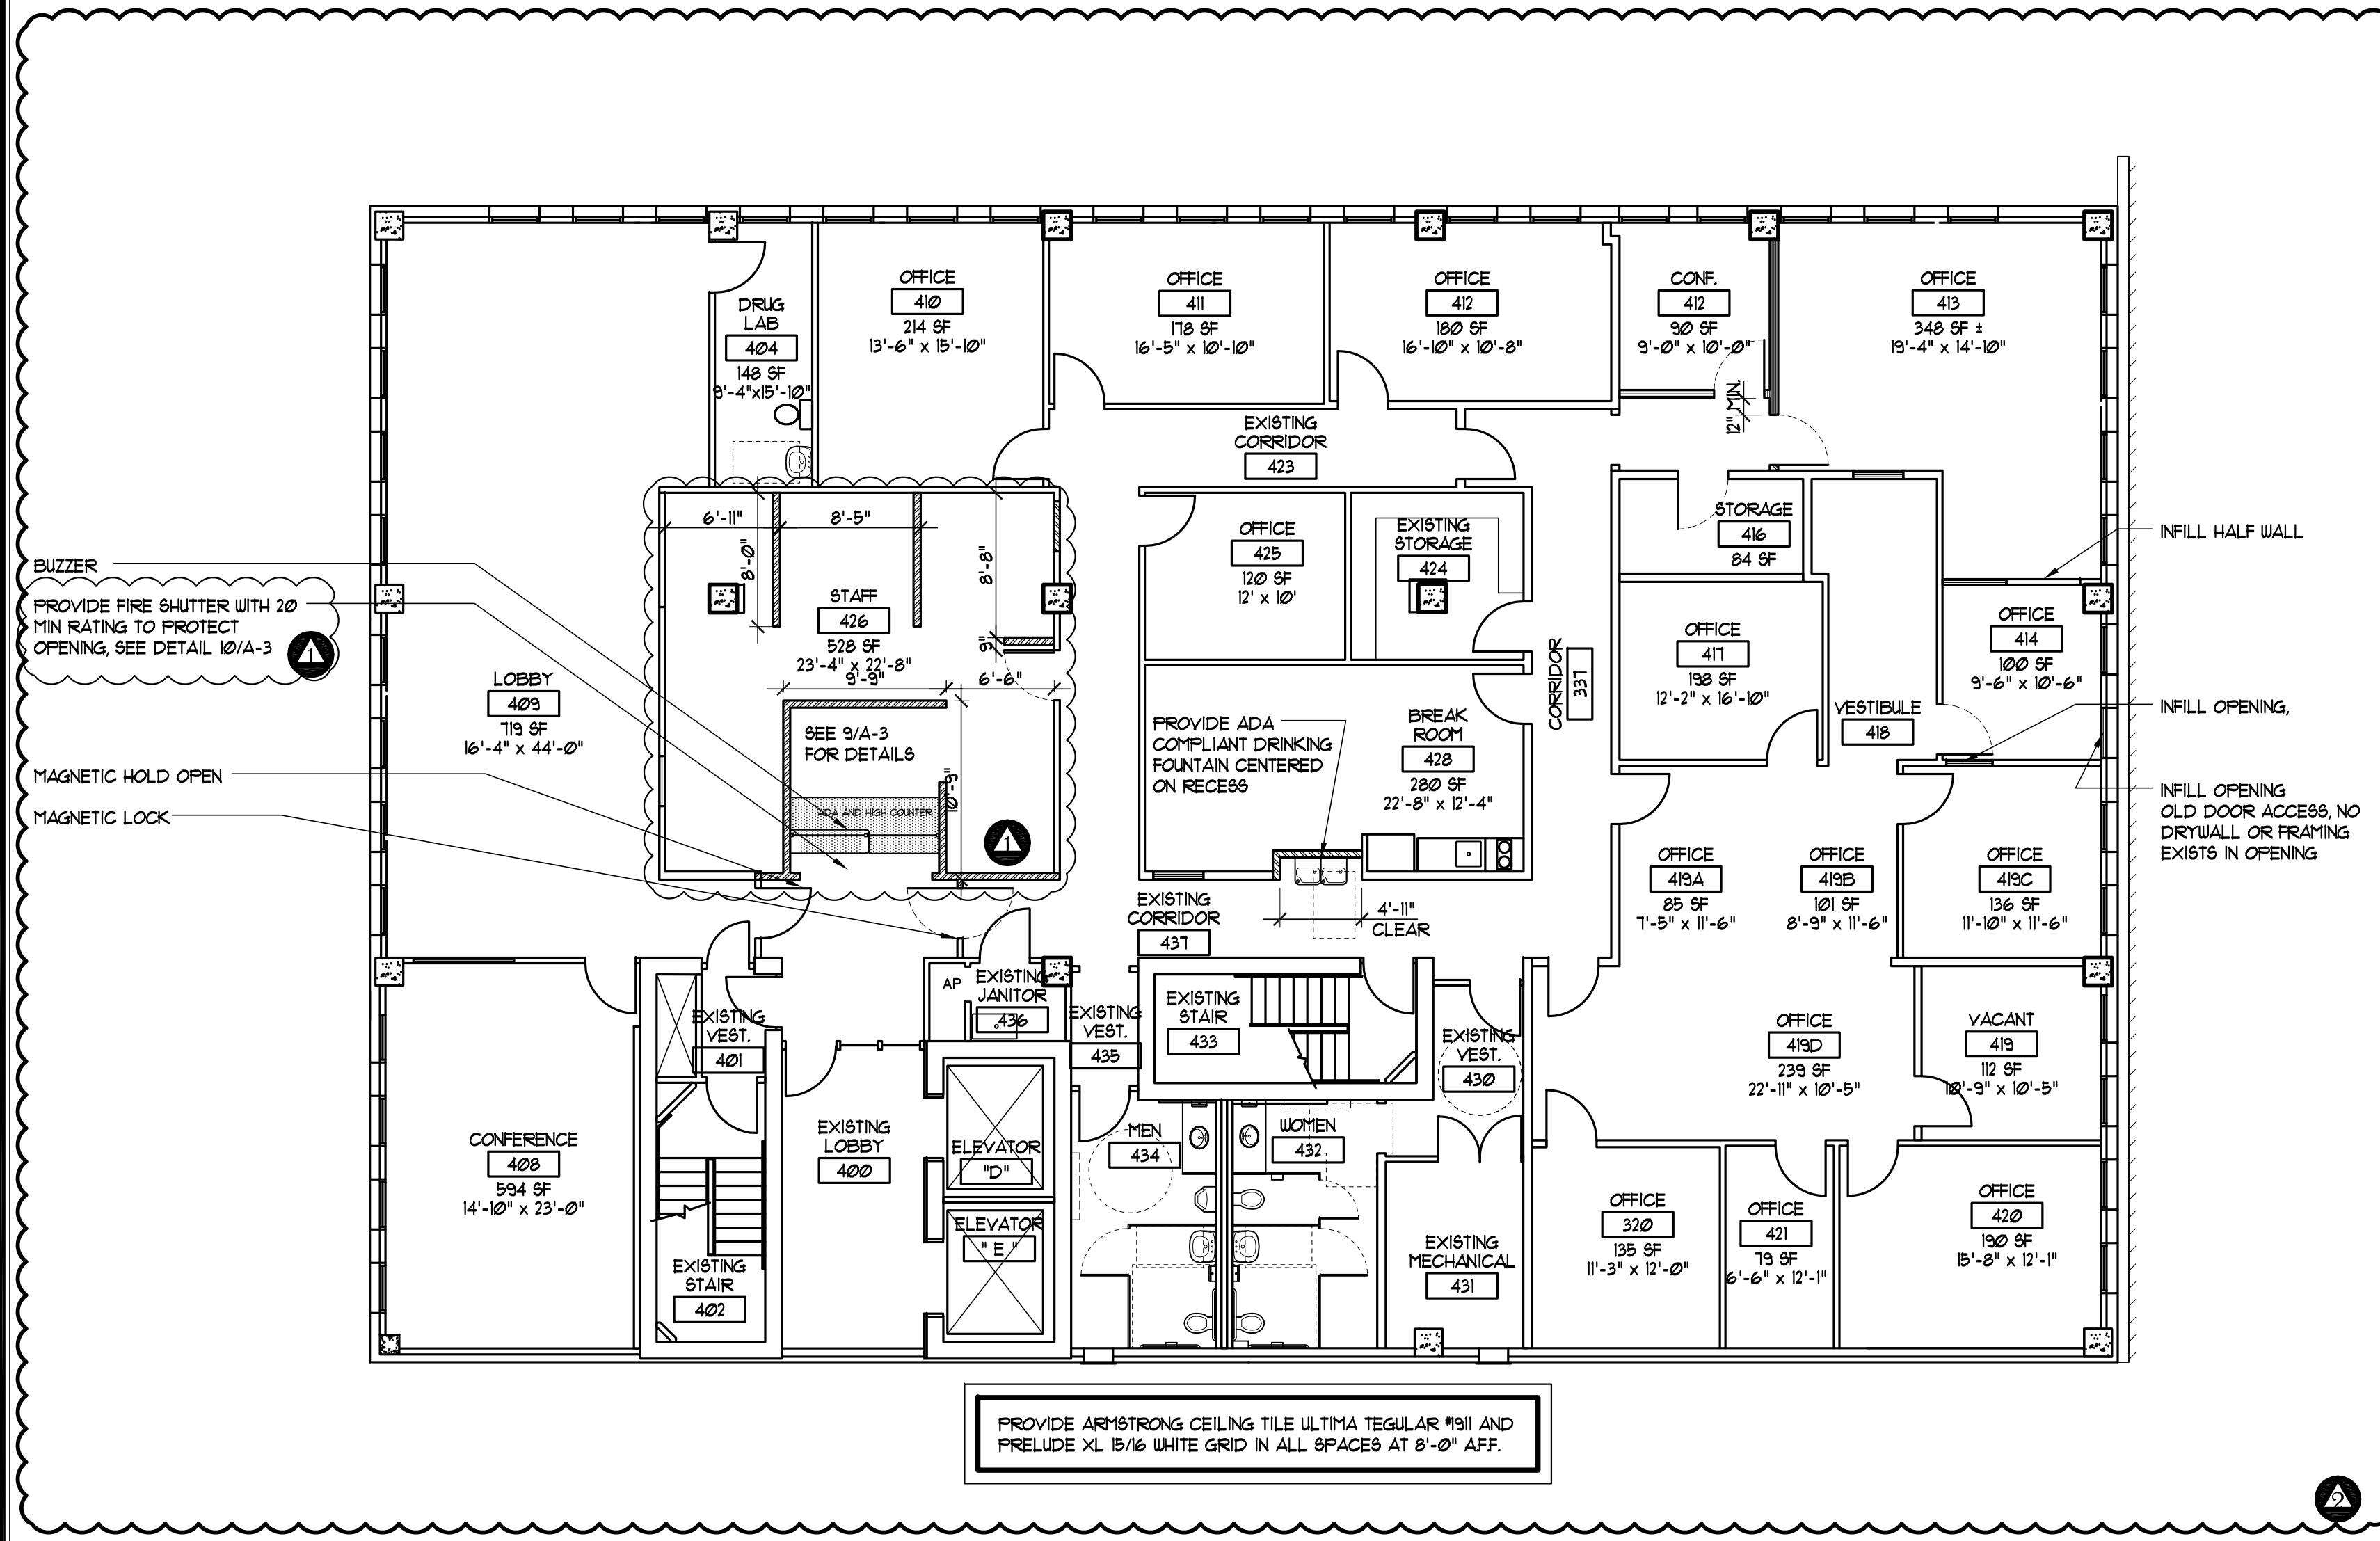 OFFICE
410
214 SF
13'-6" x 15'-10"
OFFICE
411
178 SF
16'-5" x 10'-10"
OFFICE
412
180 SF
16'-10" x 10'-8"
CONF.
412
90 SF
9'-0" x 10'-0"
OFFICE
413
348 SF ±
19'-4" x 14'-10"
DRUG
LAB
404
148 SF
9'-4"x15'-10"
12" MIN.
EXISTING
CORRIDOR
423
6'-11"
8'-5"
8'-0"
8'-8"
9"
STAFF
426
528 SF
23'-4" x 22'-8"
9'-9"
6'-6"
10'-9"
SEE 9/A-3
FOR DETAILS
ADA AND HIGH COUNTER
1
OFFICE
425
120 SF
12' x 10'
EXISTING
STORAGE
424
STORAGE
416
84 SF
INFILL HALF WALL
BUZZER
PROVIDE FIRE SHUTTER WITH 20
MIN RATING TO PROTECT
OPENING, SEE DETAIL 10/A-3
1
MAGNETIC HOLD OPEN
MAGNETIC LOCK
LOBBY
409
719 SF
16'-4" x 44'-0"
PROVIDE ADA
COMPLIANT DRINKING
FOUNTAIN CENTERED
ON RECESS
BREAK
ROOM
428
280 SF
22'-8" x 12'-4"
CORRIDOR
337
OFFICE
417
198 SF
12'-2" x 16'-10"
VESTIBULE
418
OFFICE
414
100 SF
9'-6" x 10'-6"
INFILL OPENING,
INFILL OPENING
OLD DOOR ACCESS, NO
DRYWALL OR FRAMING
EXISTS IN OPENING
OFFICE
419A
85 SF
7'-5" x 11'-6"
OFFICE
419B
101 SF
8'-9" x 11'-6"
OFFICE
419C
136 SF
11'-10" x 11'-6"
EXISTING
CORRIDOR
437
4'-11"
CLEAR
AP
EXISTING
JANITOR
436
EXISTING
VEST.
401
EXISTING
VEST.
435
EXISTING
STAIR
433
EXISTING
VEST.
430
OFFICE
419D
239 SF
22'-11" x 10'-5"
VACANT
419
112 SF
10'-9" x 10'-5"
CONFERENCE
408
594 SF
14'-10" x 23'-0"
EXISTING
LOBBY
400
ELEVATOR
"D"
ELEVATOR
" E "
MEN
434
WOMEN
432
EXISTING
STAIR
402
EXISTING
MECHANICAL
431
OFFICE
320
135 SF
11'-3" x 12'-0"
OFFICE
421
79 SF
6'-6" x 12'-1"
OFFICE
420
190 SF
15'-8" x 12'-1"
PROVIDE ARMSTRONG CEILING TILE ULTIMA TEGULAR #1911 AND
PRELUDE XL 15/16 WHITE GRID IN ALL SPACES AT 8'-0" A.F.F.
2